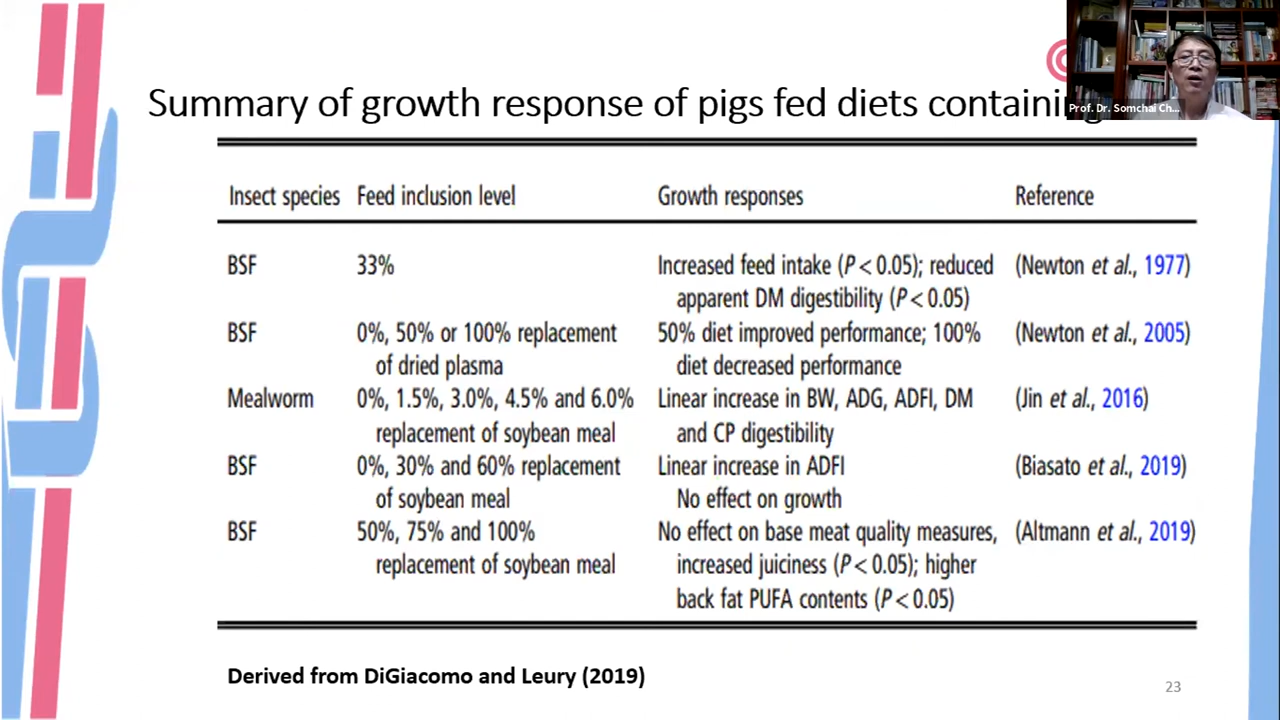 Prof. Dr. Somchai Ch...
Summary of growth response of pigs fed diets containing
Insect species Feed inclusion level Growth responses Reference
BSF 33% Increased feed intake (P < 0.05); reduced (Newton et al., 1977)
apparent DM digestibility (P < 0.05)
BSF 0%, 50% or 100% replacement 50% diet improved performance; 100% (Newton et al., 2005)
of dried plasma diet decreased performance
Mealworm 0%, 1.5%, 3.0%, 4.5% and 6.0% Linear increase in BW, ADG, ADFI, DM (Jin et al., 2016)
replacement of soybean meal and CP digestibility
BSF 0%, 30% and 60% replacement Linear increase in ADFI (Biasato et al., 2019)
of soybean meal No effect on growth
BSF 50%, 75% and 100% No effect on base meat quality measures, (Altmann et al., 2019)
replacement of soybean meal increased juiciness (P < 0.05); higher
back fat PUFA contents (P < 0.05)
Derived from DiGiacomo and Leury (2019)
23